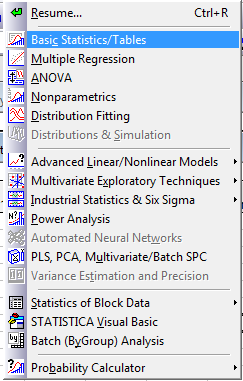 Resume... Ctrl+R
Basic Statistics/Tables
Multiple Regression
ANOVA
Nonparametrics
Distribution Fitting
Distributions & Simulation
Advanced Linear/Nonlinear Models
Multivariate Exploratory Techniques
Industrial Statistics & Six Sigma
Power Analysis
Automated Neural Networks
PLS, PCA, Multivariate/Batch SPC
Variance Estimation and Precision
Statistics of Block Data
STATISTICA Visual Basic
Batch (ByGroup) Analysis
Probability Calculator